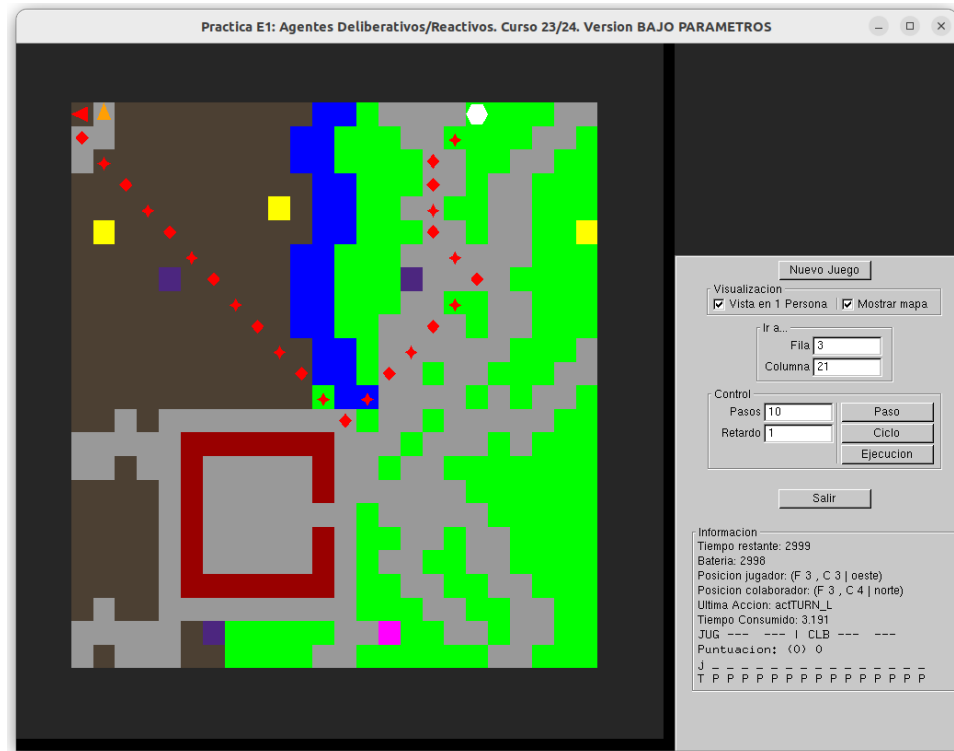 Practica E1: Agentes Deliberativos/Reactivos. Curso 23/24. Version BAJO PARAMETROS
Nuevo Juego
Visualizacion
Vista en 1 Persona
Mostrar mapa
Ir a...
Fila 3
Columna 21
Control
Pasos 10 Paso
Retardo 1 Ciclo
Ejecucion
Salir
Informacion
Tiempo restante: 2999
Bateria: 2998
Posicion jugador: (F 3 , C 3 | oeste)
Posicion colaborador: (F 3 , C 4 | norte)
Ultima Accion: actTURN_L
Tiempo Consumido: 3.191
JUG --- --- | CLB --- ---
Puntuacion: (0) 0
J _ _ _ _ _ _ _ _ _ _ _ _ _ _ _
T P P P P P P P P P P P P P P P